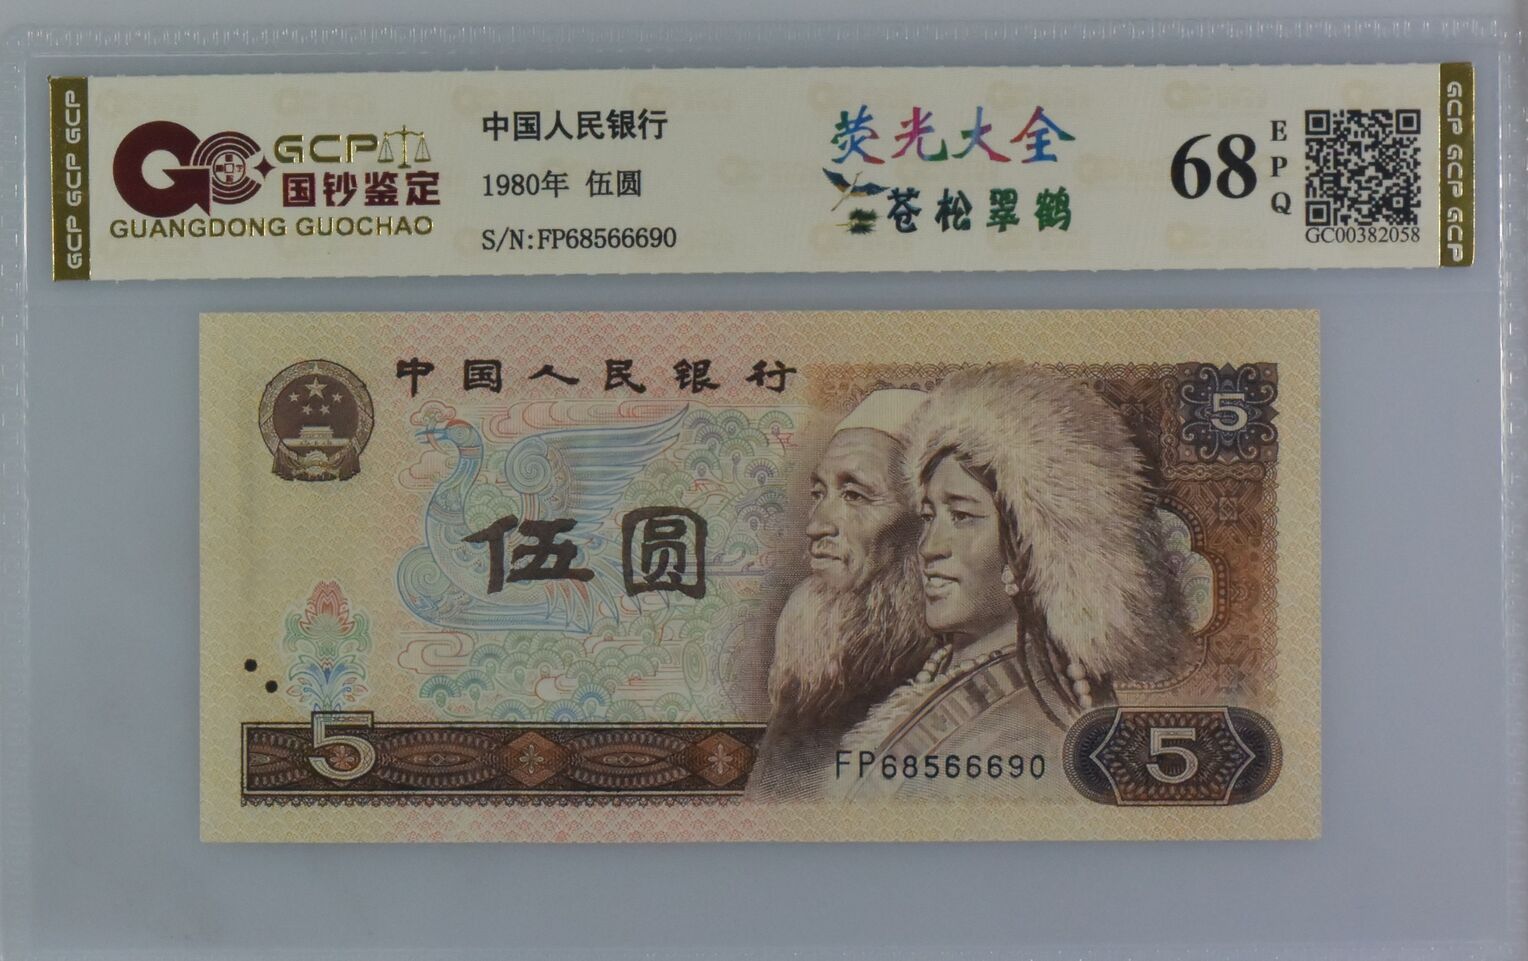 GCP GCP GCP
GCP
国钞鉴定
GUANGDONG GUOCHAO
中国人民银行
1980年 伍圆
S/N:FP68566690
荧光大全
苍松翠鹤
68
EPQ
GC00382058
GCP GCP GCP
中国人民银行
5
伍圆
5
FP68566690
5